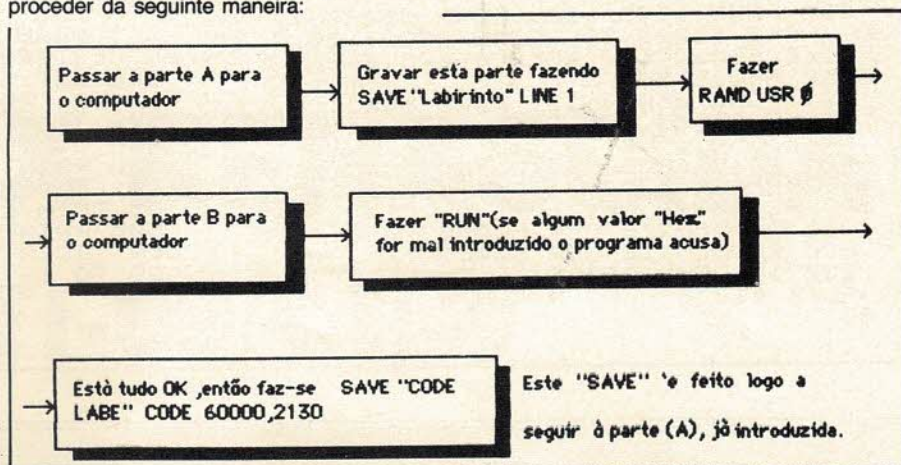 proceder da seguinte maneira:
Passar a parte A para
o computador
Gravar esta parte fazendo
SAVE "Labirinto" LINE 1
Fazer
RAND USR 0
Passar a parte B para
o computador
Fazer "RUN"(se algum valor "Hex"
for mal introduzido o programa acusa)
Està tudo OK ,então faz-se SAVE "CODE
LABE" CODE 60000,2130
Este "SAVE" 'e feito logo a
seguir à parte (A), jà introduzida.